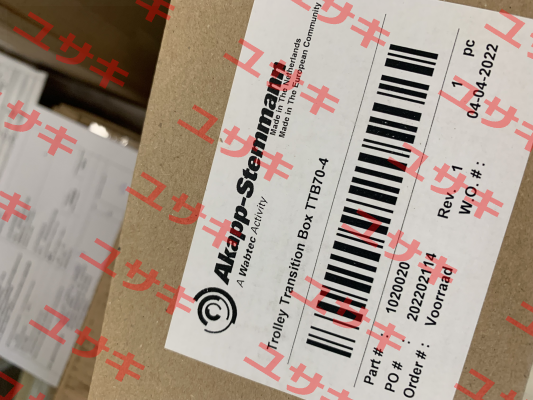 Akapp-Stemmann
A Wabtec Activity
Made in The Netherlands
Made in The European Community
Trolley Transition Box TTB70-4
Part # : 1020020
PO # : 202202114
Order # : Voorraad
Rev. 1
W.O. # :
1 pc
04-04-2022
ユサキ